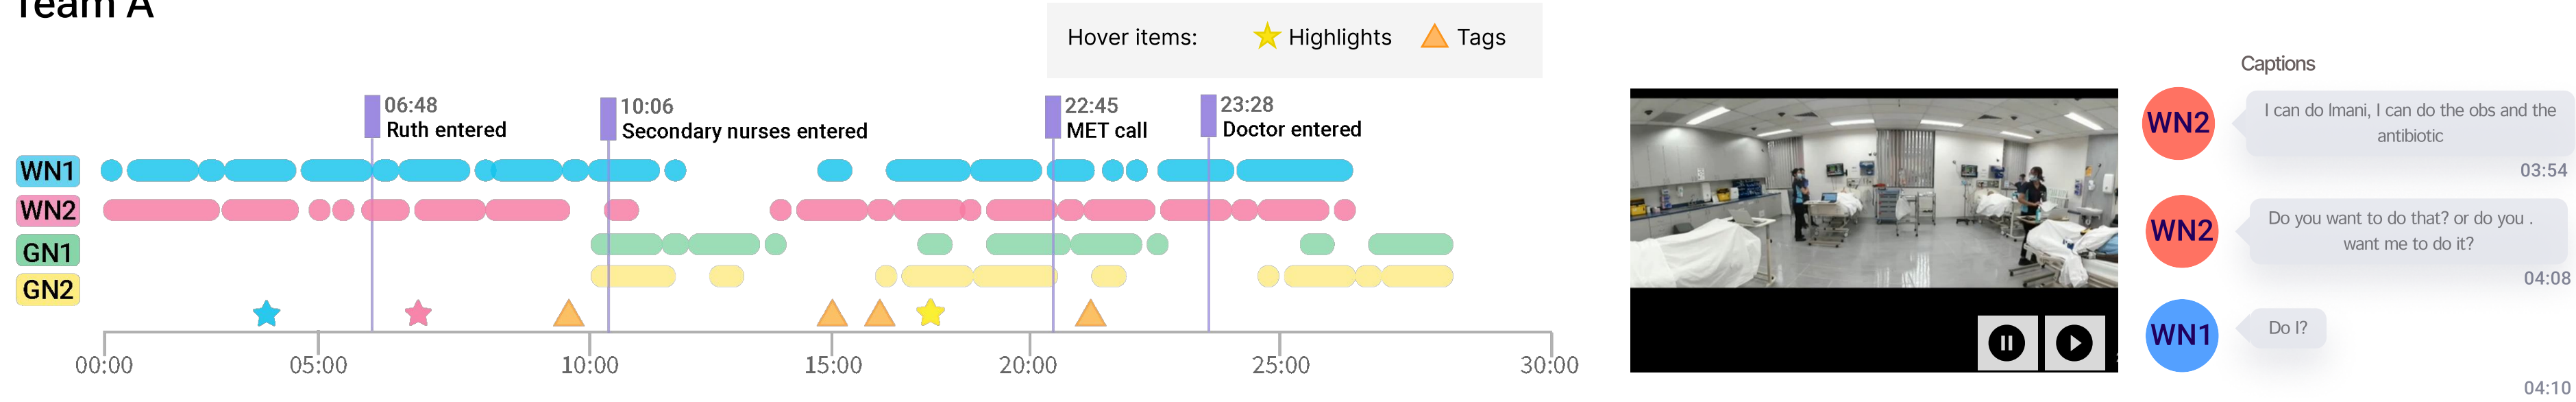 Team A
Hover items: Highlights Tags
06:48
Ruth entered
10:06
Secondary nurses entered
22:45
MET call
23:28
Doctor entered
WN1
WN2
GN1
GN2
00:00 05:00 10:00 15:00 20:00 25:00 30:00
Captions
WN2
I can do Imani, I can do the obs and the
antibiotic
03:54
WN2
Do you want to do that? or do you .
want me to do it?
04:08
WN1
Do I?
04:10